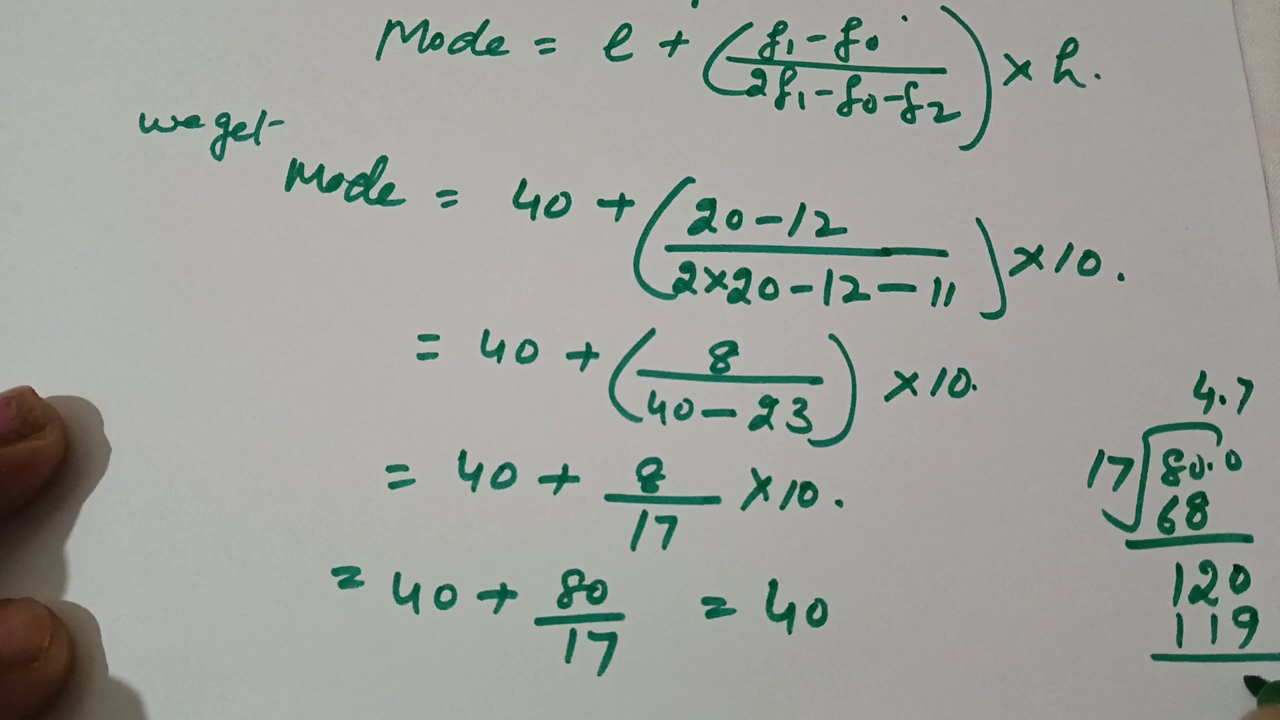 Mode = l + (f₁-f₀ / 2f₁-f₀-f₂) × h.
we get
Mode = 40 + (20-12 / 2×20-12-11) ×10.
= 40 + (8 / 40-23) ×10.
= 40 + 8/17 ×10.
= 40 + 80/17 = 40
4.7
17 80.0
68
120
119